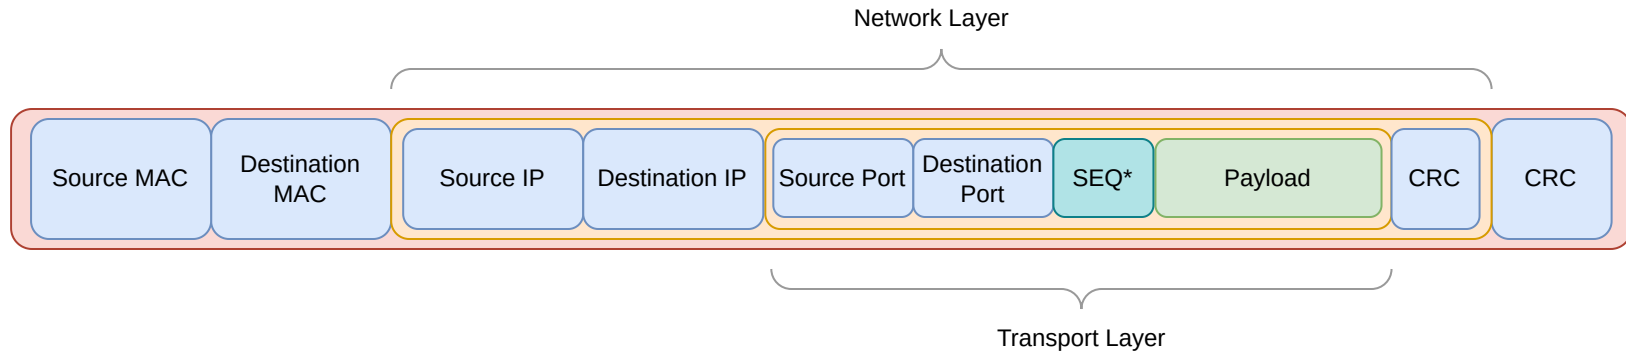 Network Layer
Source MAC
Destination
MAC
Source IP
Destination IP
Source Port
Destination
Port
SEQ*
Payload
CRC
CRC
Transport Layer